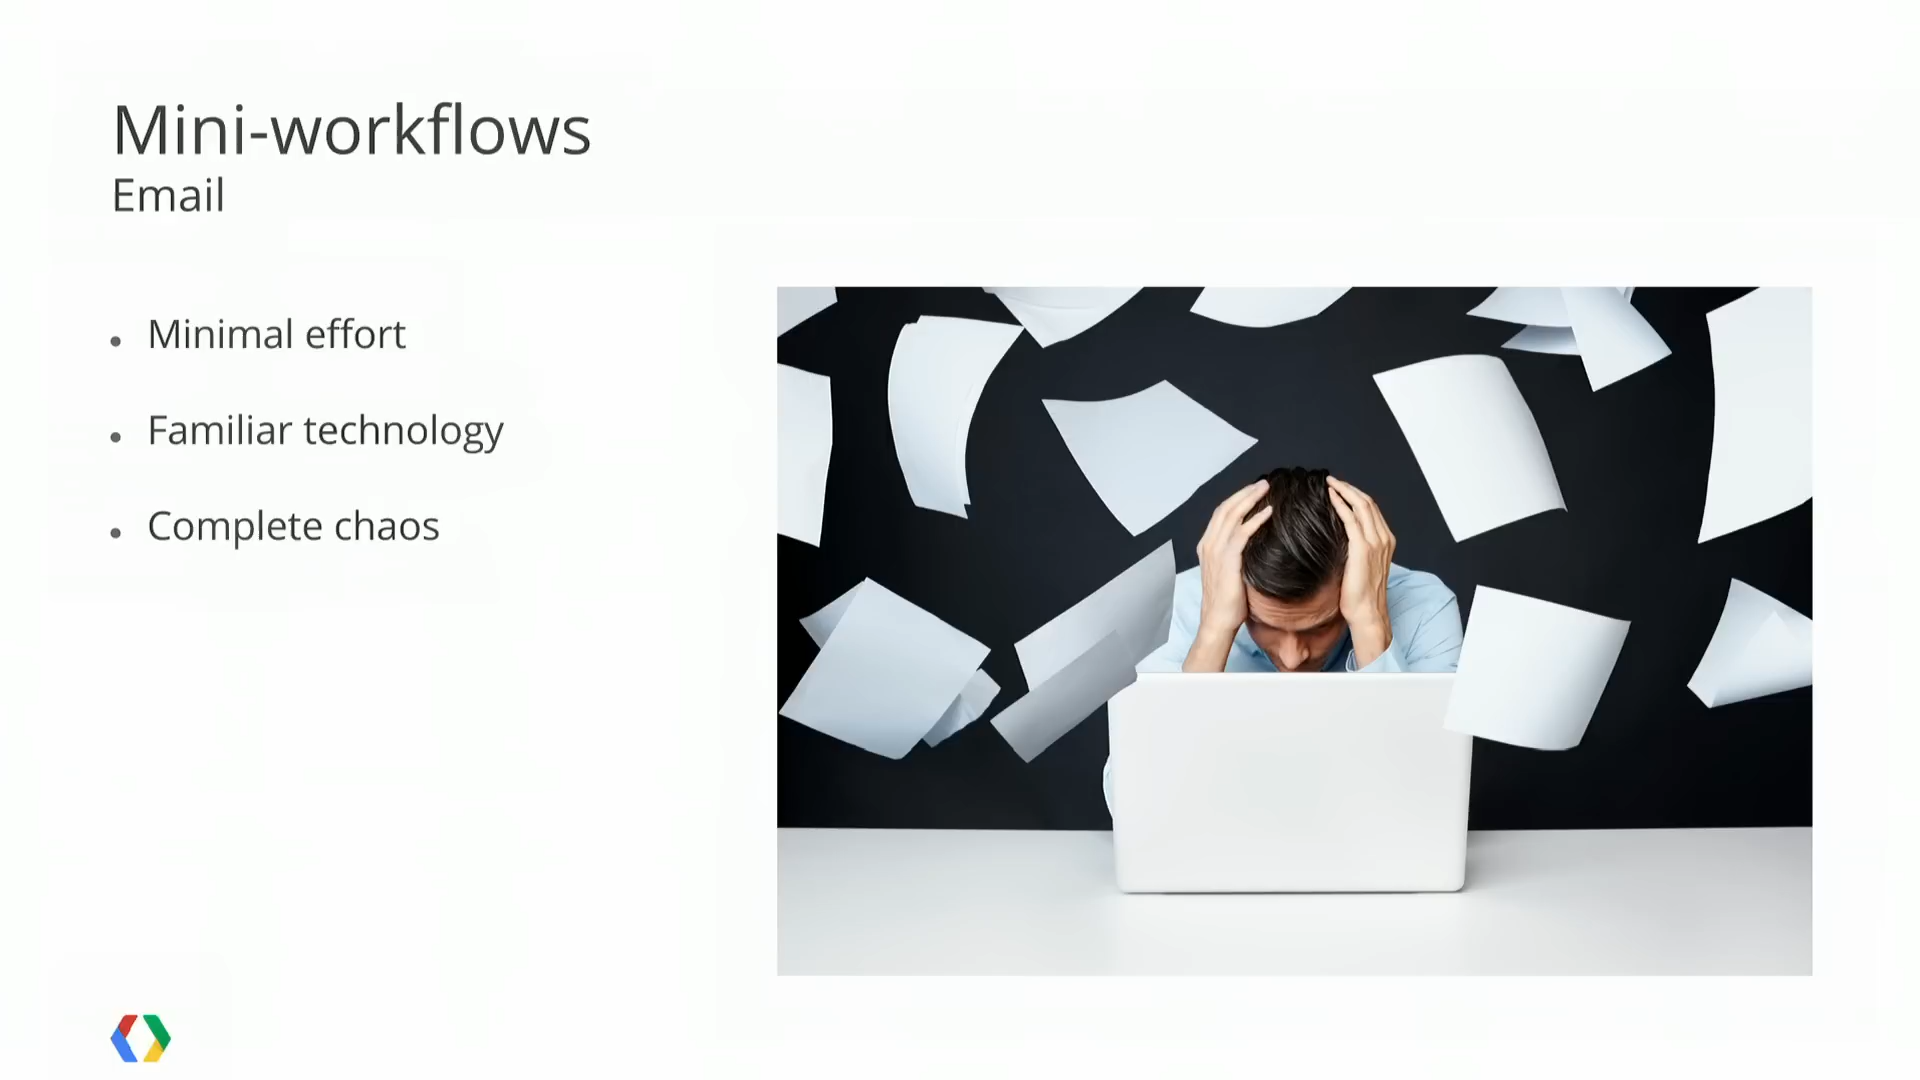 Mini-workflows
Email
Minimal effort
Familiar technology
Complete chaos